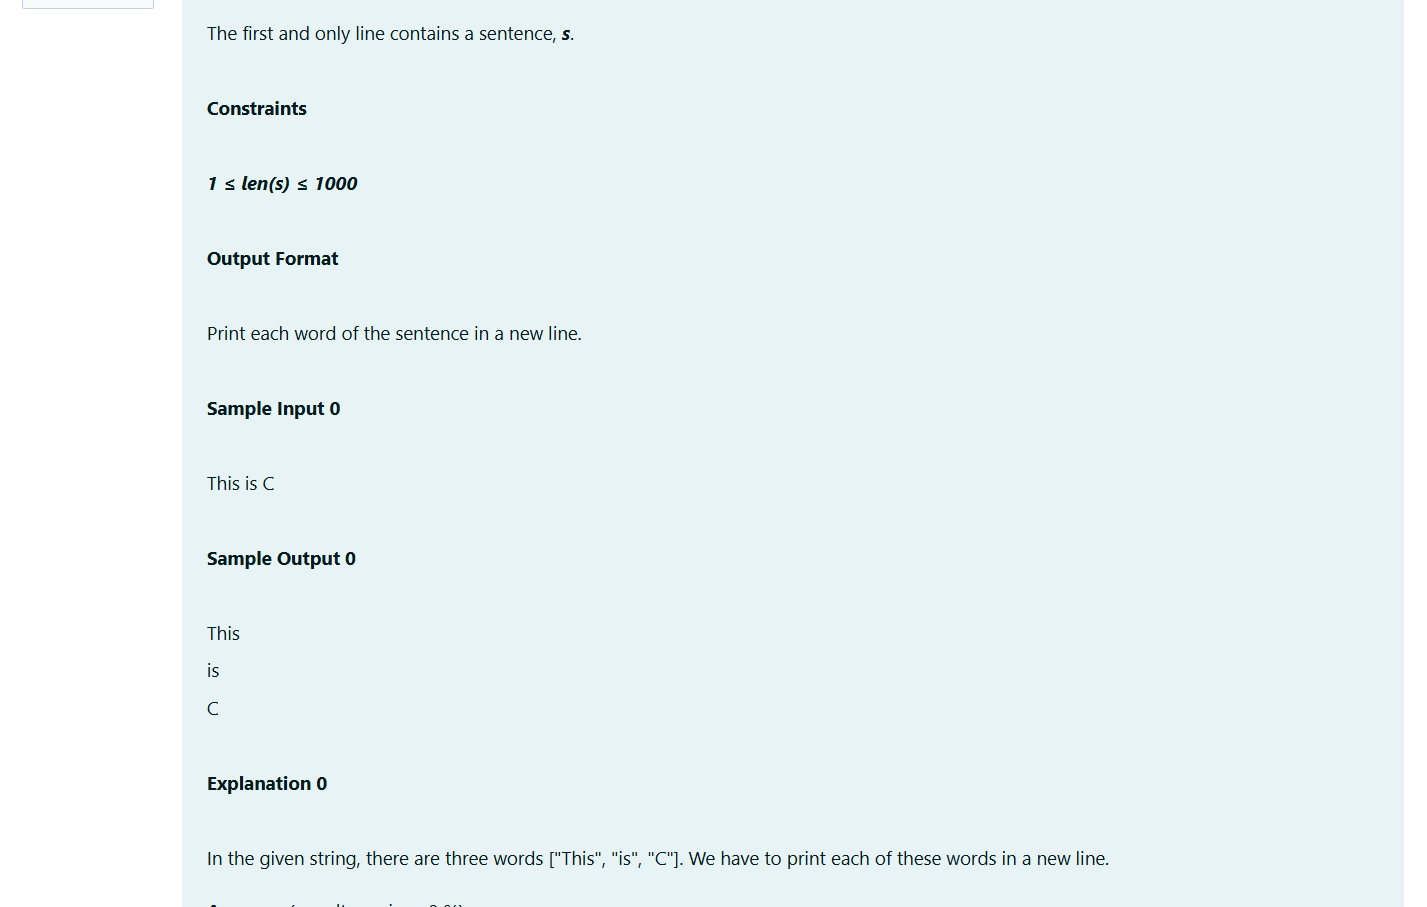 The first and only line contains a sentence, s.
Constraints
1 ≤ len(s) ≤ 1000
Output Format
Print each word of the sentence in a new line.
Sample Input 0
This is C
Sample Output 0
This
is
C
Explanation 0
In the given string, there are three words ["This", "is", "C"]. We have to print each of these words in a new line.